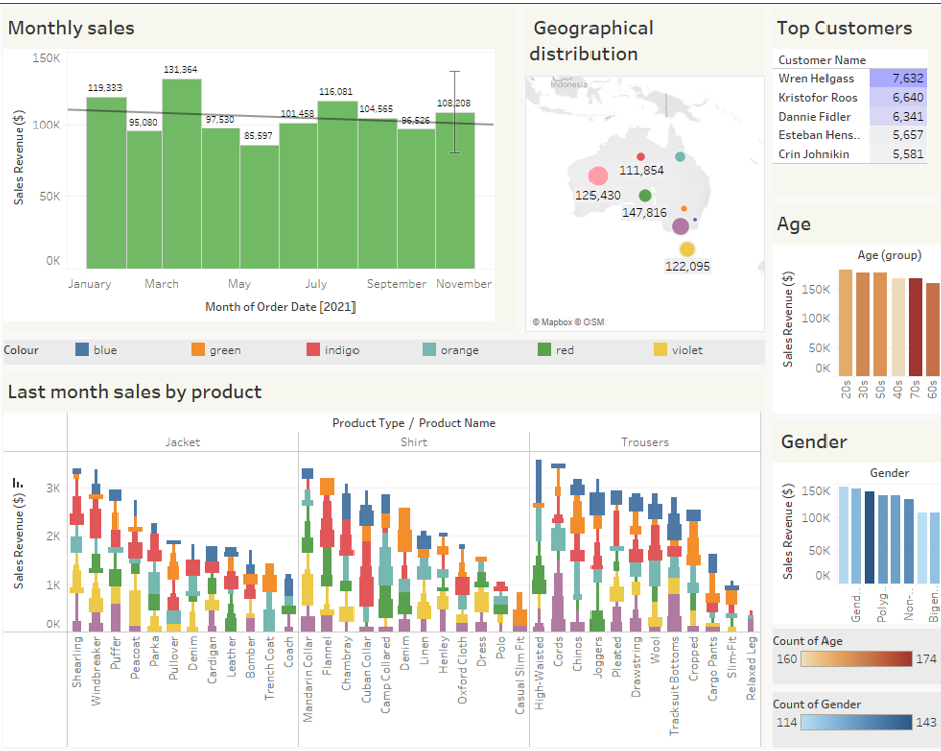 Monthly sales
150K
100K
50K
0K
Sales Revenue ($)
119,333
95,080
131,364
97,530
85,597
101,458
116,081
104,565
96,526
108,208
January March May July September November
Month of Order Date [2021]
Geographical
distribution
Indonesia
111,854
125,430
147,816
122,095
© Mapbox © OSM
Top Customers
Customer Name
Wren Helgass 7,632
Kristofor Roos 6,640
Dannie Fidler 6,341
Esteban Hens.. 5,657
Crin Johnikin 5,581
Age
Age (group)
Sales Revenue ($)
150K
100K
50K
0K
20s 30s 50s 40s 70s 60s
Colour blue green indigo orange red violet
Last month sales by product
Product Type / Product Name
Jacket Shirt Trousers
Sales Revenue ($)
3K
2K
1K
0K
Shearling
Windbreaker
Puffer
Peacoat
Parka
Pullover
Denim
Cardigan
Leather
Bomber
Trench Coat
Coach
Mandarin Collar
Flannel
Chambray
Cuban Collar
Camp Collared
Denim
Linen
Henley
Oxford Cloth
Dress
Polo
Casual Slim Fit
High-Waisted
Cords
Chinos
Joggers
Pleated
Drawstring
Wool
Tracksuit Bottoms
Cropped
Cargo Pants
Slim-Fit
Relaxed Leg
Gender
Gender
Sales Revenue ($)
150K
100K
50K
0K
Gend..
Polyg..
Non-..
Bigen..
Count of Age
160 174
Count of Gender
114 143